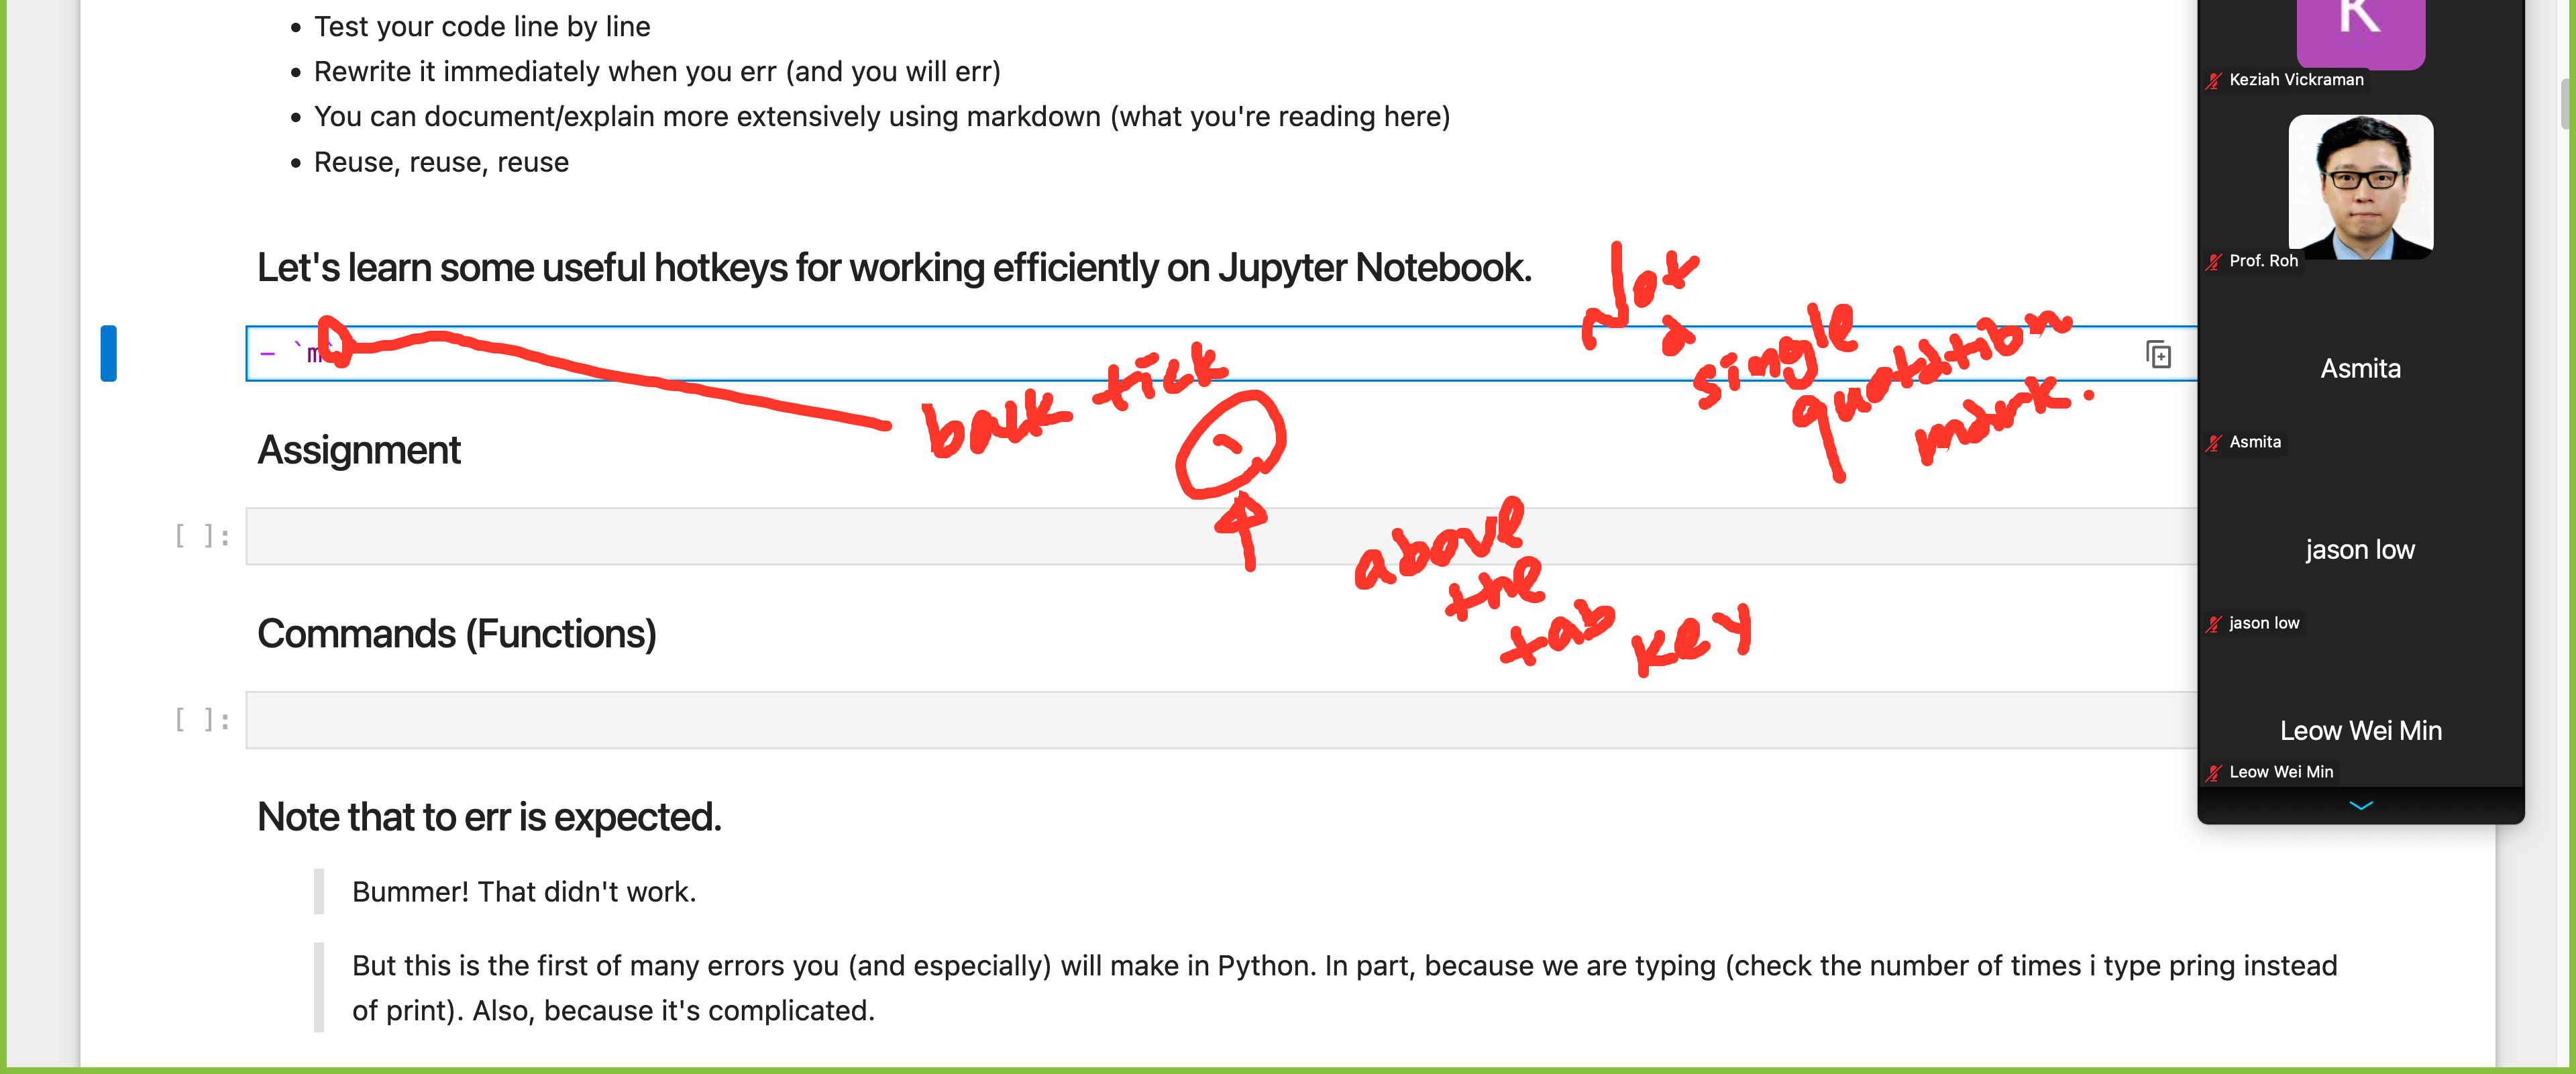 Test your code line by line
Rewrite it immediately when you err (and you will err)
You can document/explain more extensively using markdown (what you're reading here)
Reuse, reuse, reuse
Let's learn some useful hotkeys for working efficiently on Jupyter Notebook.
- `m`
back tick
Not
a
single
quotation
mark.
`
above
the
tab key
Assignment
[ ]:
Commands (Functions)
[ ]:
Note that to err is expected.
Bummer! That didn't work.
But this is the first of many errors you (and especially) will make in Python. In part, because we are typing (check the number of times i type pring instead
of print). Also, because it's complicated.
K
Keziah Vickraman
Prof. Roh
Asmita
Asmita
jason low
jason low
Leow Wei Min
Leow Wei Min